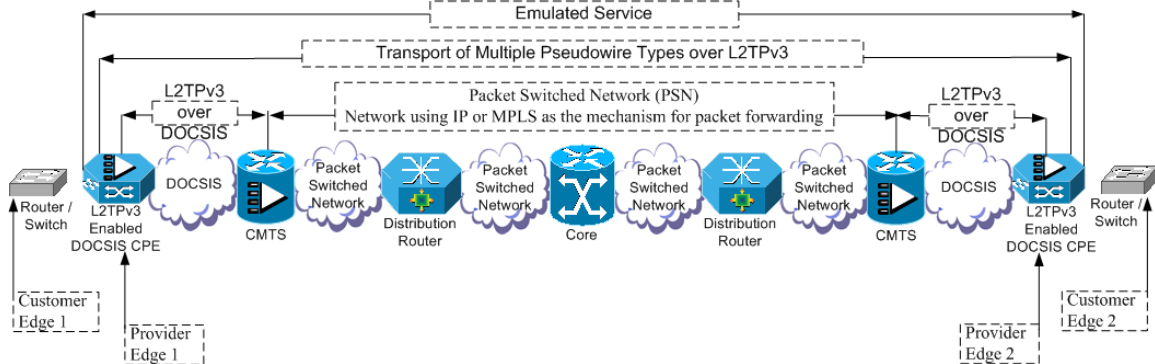 Emulated Service
Transport of Multiple Pseudowire Types over L2TPv3
L2TPv3
over
DOCSIS
Packet Switched Network (PSN)
Network using IP or MPLS as the mechanism for packet forwarding
L2TPv3
over
DOCSIS
Router /
Switch
L2TPv3
Enabled
DOCSIS CPE
DOCSIS
CMTS
Packet
Switched
Network
Distribution
Router
Packet
Switched
Network
Core
Packet
Switched
Network
Distribution
Router
Packet
Switched
Network
CMTS
DOCSIS
L2TPv3
Enabled
DOCSIS CPE
Router /
Switch
Customer
Edge 1
Provider
Edge 1
Provider
Edge 2
Customer
Edge 2